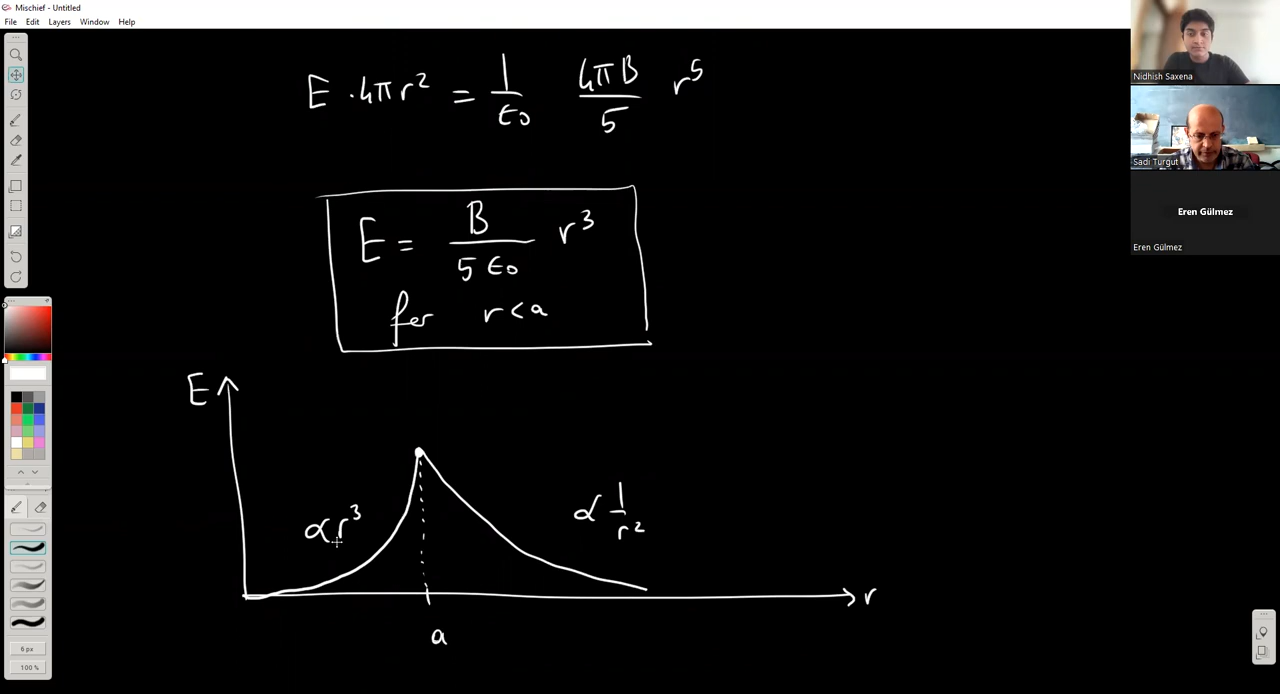 Mischief - Untitled
File Edit Layers Window Help
E · 4πr² = 1/ε₀ 4πB/5 r⁵
E = B/5ε₀ r³
for r < a
E
∝ r³
∝ 1/r²
r
a
6 px
100 %
Nidhish Saxena
Sadi Turgut
Eren Gülmez
Eren Gülmez